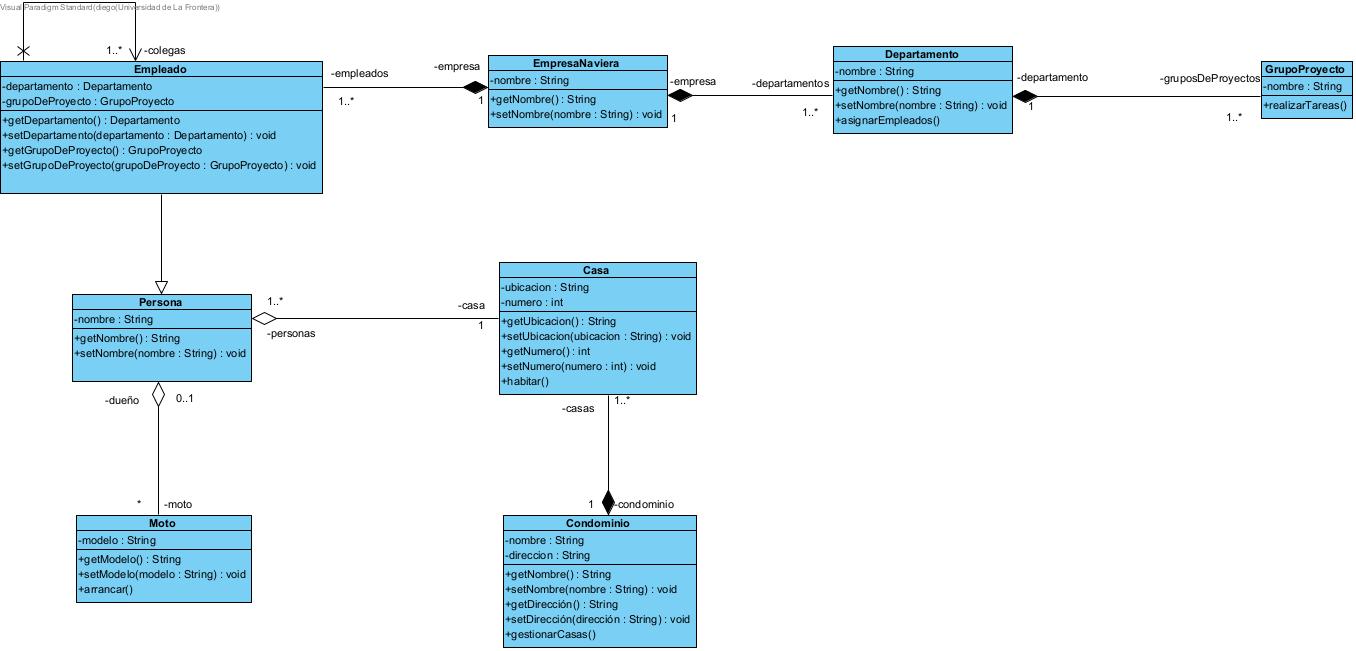 Visual Paradigm Standard(diego(Universidad de La Frontera))
1..*
-colegas
Empleado
-departamento : Departamento
-grupoDeProyecto : GrupoProyecto
+getDepartamento() : Departamento
+setDepartamento(departamento : Departamento) : void
+getGrupoDeProyecto() : GrupoProyecto
+setGrupoDeProyecto(grupoDeProyecto : GrupoProyecto) : void
-empleados
1..*
-empresa
1
EmpresaNaviera
-nombre : String
+getNombre() : String
+setNombre(nombre : String) : void
-empresa
1
-departamentos
1..*
Departamento
-nombre : String
+getNombre() : String
+setNombre(nombre : String) : void
+asignarEmpleados()
-departamento
1
-gruposDeProyectos
1..*
GrupoProyecto
-nombre : String
+realizarTareas()
Persona
-nombre : String
+getNombre() : String
+setNombre(nombre : String) : void
1..*
-personas
-casa
1
Casa
-ubicacion : String
-numero : int
+getUbicacion() : String
+setUbicacion(ubicacion : String) : void
+getNumero() : int
+setNumero(numero : int) : void
+habitar()
-dueño
0..1
*
-moto
Moto
-modelo : String
+getModelo() : String
+setModelo(modelo : String) : void
+arrancar()
-casas
1..*
1
-condominio
Condominio
-nombre : String
-direccion : String
+getNombre() : String
+setNombre(nombre : String) : void
+getDirección() : String
+setDirección(dirección : String) : void
+gestionarCasas()